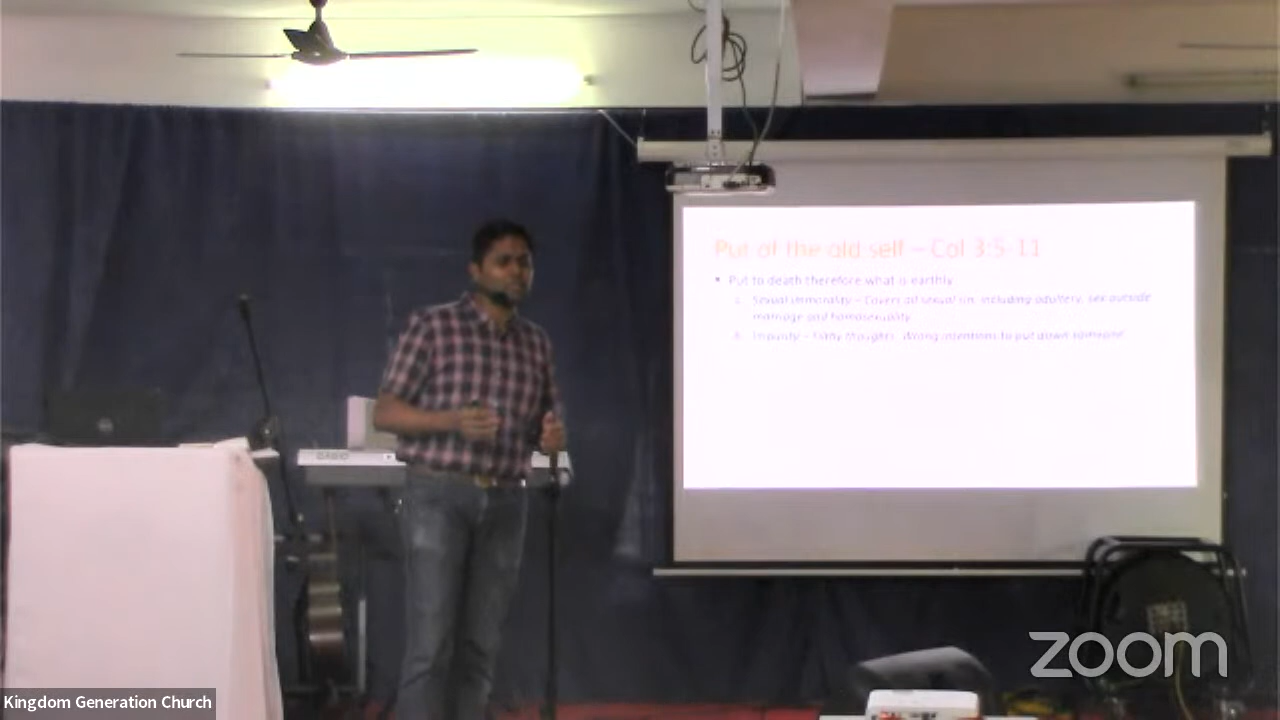 Put of the old self – Col 3:5-11
• Put to death therefore what is earthly
Sexual immorality – Covers all sexual sin, including adultery, sex outside
marriage and homosexuality.
Impurity – Filthy thoughts, Wrong intentions to put down someone
CASIO
zoom
Kingdom Generation Church